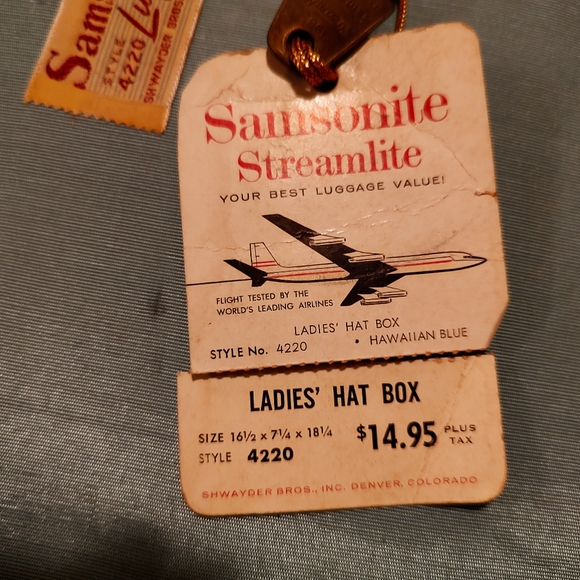 Sams
Lu
STYLE
4220
SHWAYDER BROS
Samsonite
Streamlite
YOUR BEST LUGGAGE VALUE!
FLIGHT TESTED BY THE
WORLD'S LEADING AIRLINES
LADIES' HAT BOX
STYLE No. 4220 • HAWAIIAN BLUE
LADIES' HAT BOX
SIZE 16½ x 7¼ x 18¼
$14.95 PLUS TAX
STYLE 4220
SHWAYDER BROS., INC. DENVER, COLORADO